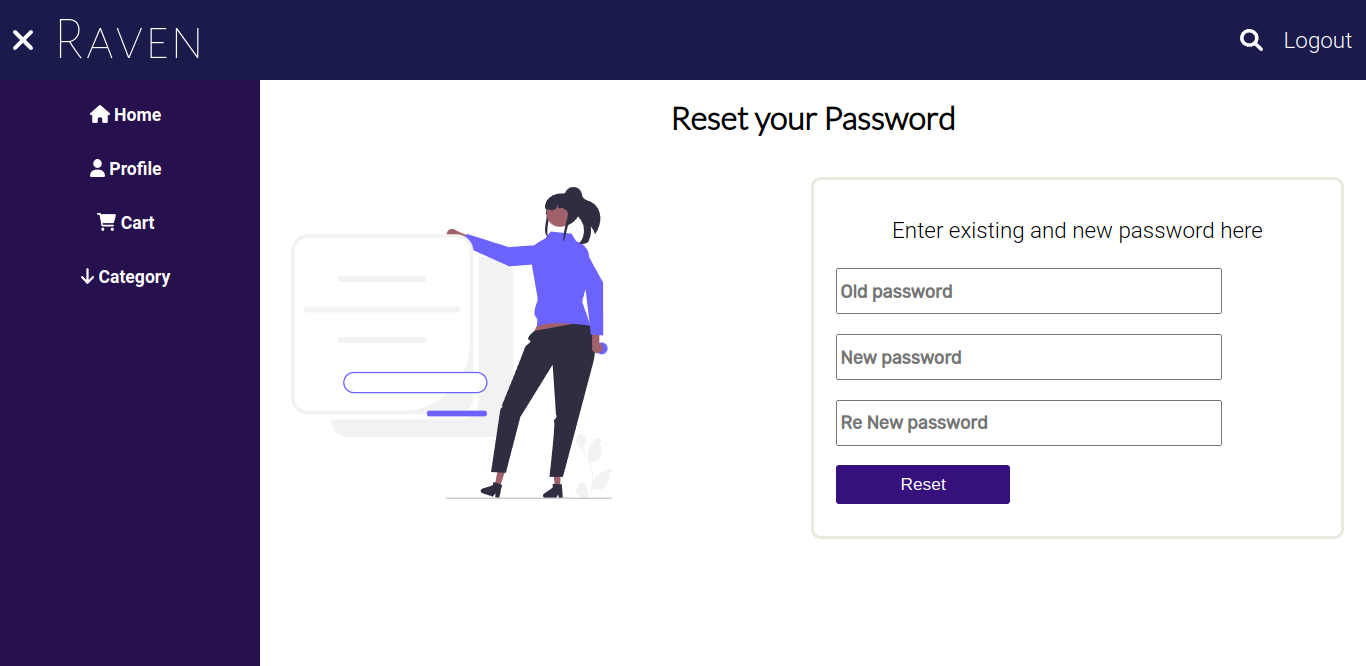 Raven
Logout
Home
Profile
Cart
Category
Reset your Password
Enter existing and new password here
Old password
New password
Re New password
Reset